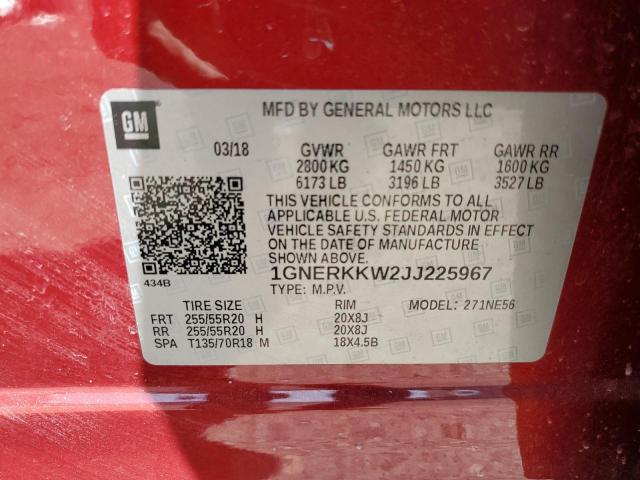 GM
MFD BY GENERAL MOTORS LLC
03/18 GVWR GAWR FRT GAWR RR
2800 KG 1450 KG 1600 KG
6173 LB 3196 LB 3527 LB
THIS VEHICLE CONFORMS TO ALL
APPLICABLE U.S. FEDERAL MOTOR
VEHICLE SAFETY STANDARDS IN EFFECT
ON THE DATE OF MANUFACTURE
SHOWN ABOVE.
434B
1GNERKKW2JJ225967
TYPE: M.P.V.
TIRE SIZE RIM MODEL: 271NE56
FRT 255/55R20 H 20X8J
RR 255/55R20 H 20X8J
SPA T135/70R18 M 18X4.5B